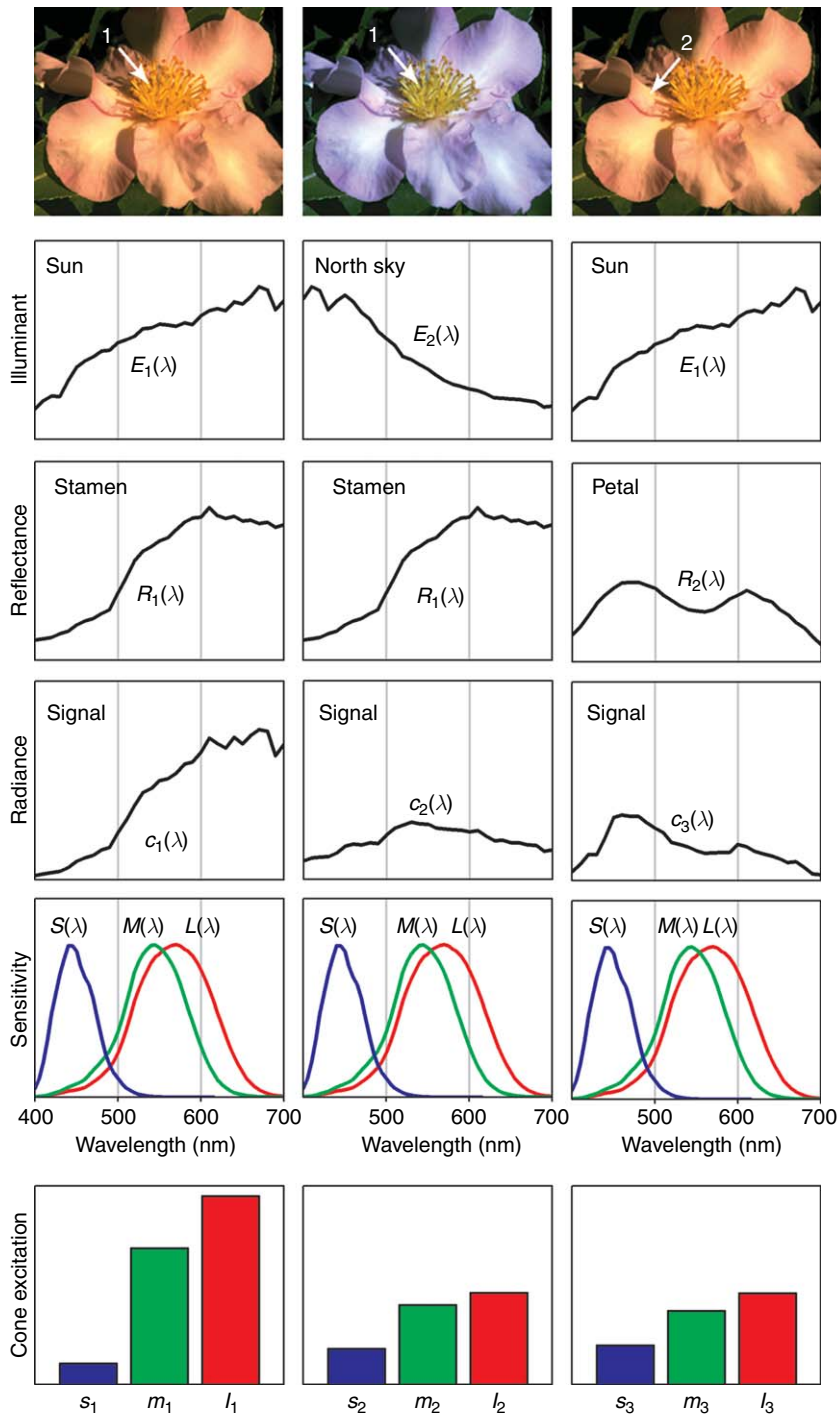 1
1
2
Illuminant
Sun
E₁(λ)
North sky
E₂(λ)
Sun
E₁(λ)
Reflectance
Stamen
R₁(λ)
Stamen
R₁(λ)
Petal
R₂(λ)
Radiance
Signal
c₁(λ)
Signal
c₂(λ)
Signal
c₃(λ)
Sensitivity
S(λ) M(λ) L(λ)
S(λ) M(λ) L(λ)
S(λ) M(λ) L(λ)
400 500 600 700
500 600 700
500 600 700
Wavelength (nm)
Wavelength (nm)
Wavelength (nm)
Cone excitation
s₁ m₁ l₁
s₂ m₂ l₂
s₃ m₃ l₃